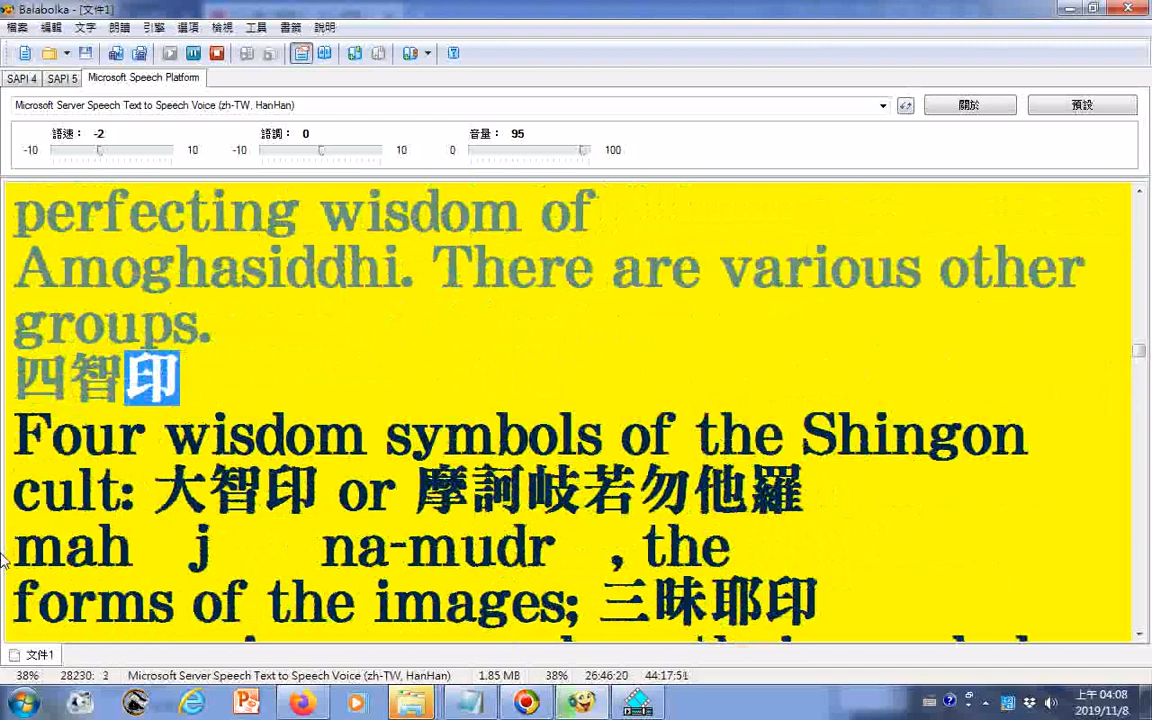 Balabolka - [文件1]
檔案 編輯 文字 朗讀 引擎 選項 檢視 工具 書籤 說明
SAPI 4 SAPI 5 Microsoft Speech Platform
Microsoft Server Speech Text to Speech Voice (zh-TW, HanHan) 關於 預設
語速： -2 語調： 0 音量： 95
-10 10 -10 10 0 100
perfecting wisdom of
Amoghasiddhi. There are various other
groups.
四智印
Four wisdom symbols of the Shingon
cult: 大智印 or 摩訶岐若勿他羅
mah j na-mudr , the
forms of the images; 三昧耶印
文件1
38% 28230: 2 Microsoft Server Speech Text to Speech Voice (zh-TW, HanHan) 1.85 MB 38% 26:46:20 44:17:51
上午 04:08
2019/11/8